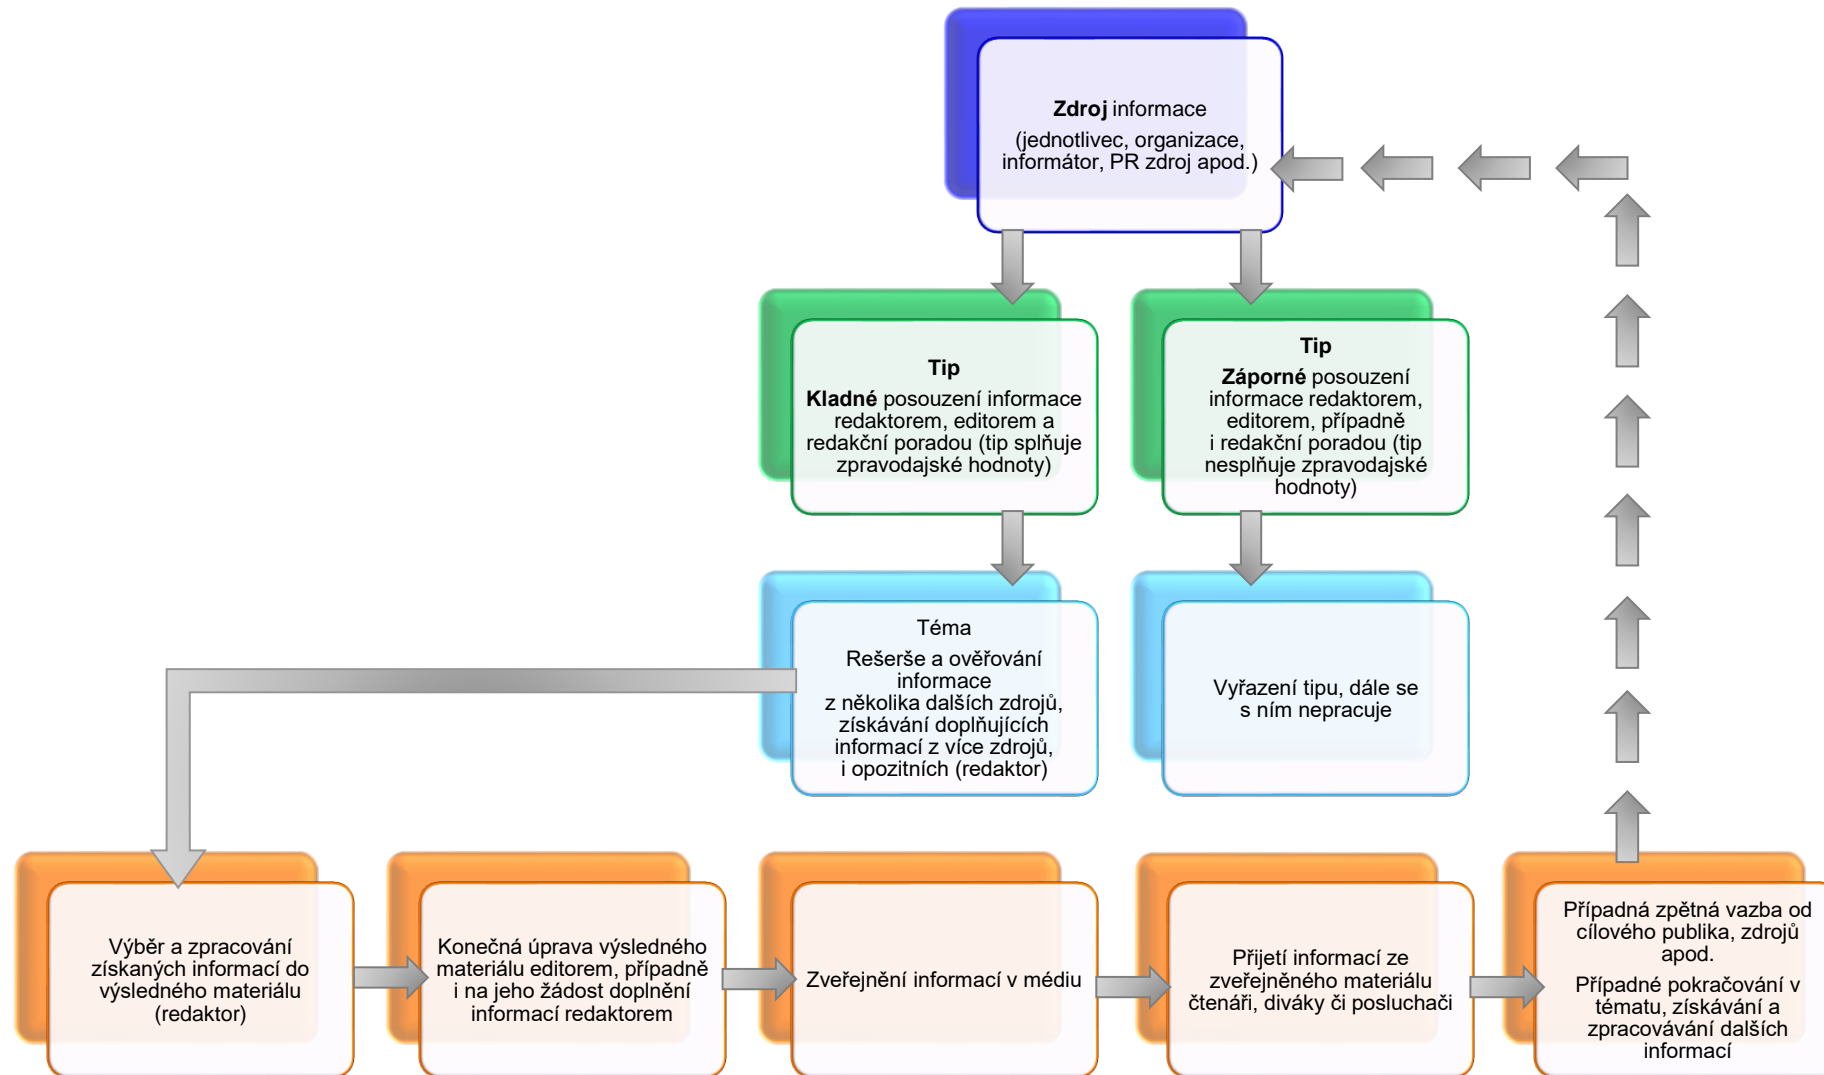 Zdroj informace
(jednotlivec, organizace,
informátor, PR zdroj apod.)
Tip
Kladné posouzení informace
redaktorem, editorem a
redakční poradou (tip splňuje
zpravodajské hodnoty)
Tip
Záporné posouzení
informace redaktorem,
editorem, případně
i redakční poradou (tip
nesplňuje zpravodajské
hodnoty)
Téma
Rešerše a ověřování
informace
z několika dalších zdrojů,
získávání doplňujících
informací z více zdrojů,
i opozitních (redaktor)
Vyřazení tipu, dále se
s ním nepracuje
Výběr a zpracování
získaných informací do
výsledného materiálu
(redaktor)
Konečná úprava výsledného
materiálu editorem, případně
i na jeho žádost doplnění
informací redaktorem
Zveřejnění informací v médiu
Přijetí informací ze
zveřejněného materiálu
čtenáři, diváky či posluchači
Případná zpětná vazba od
cílového publika, zdrojů
apod.
Případné pokračování v
tématu, získávání a
zpracovávání dalších
informací